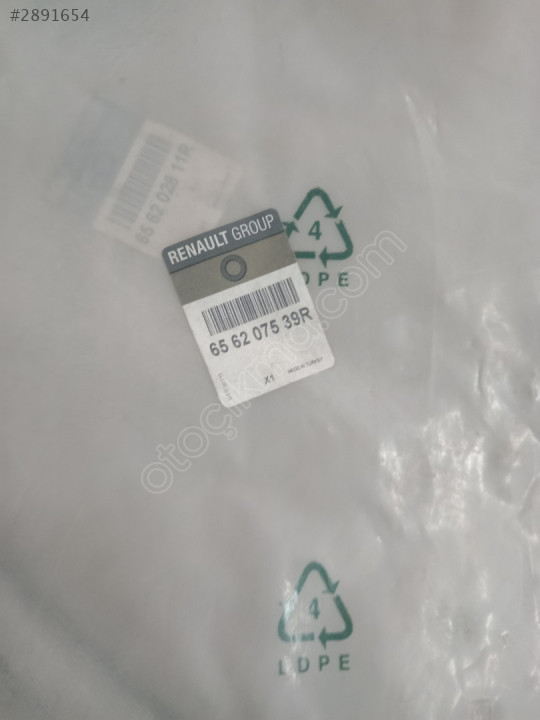 #2891654
65 62 028 11R
RENAULT GROUP
65 62 075 39R
X1
MADE IN TURKEY
4
LDPE
otoçıkma.com
4
LDPE